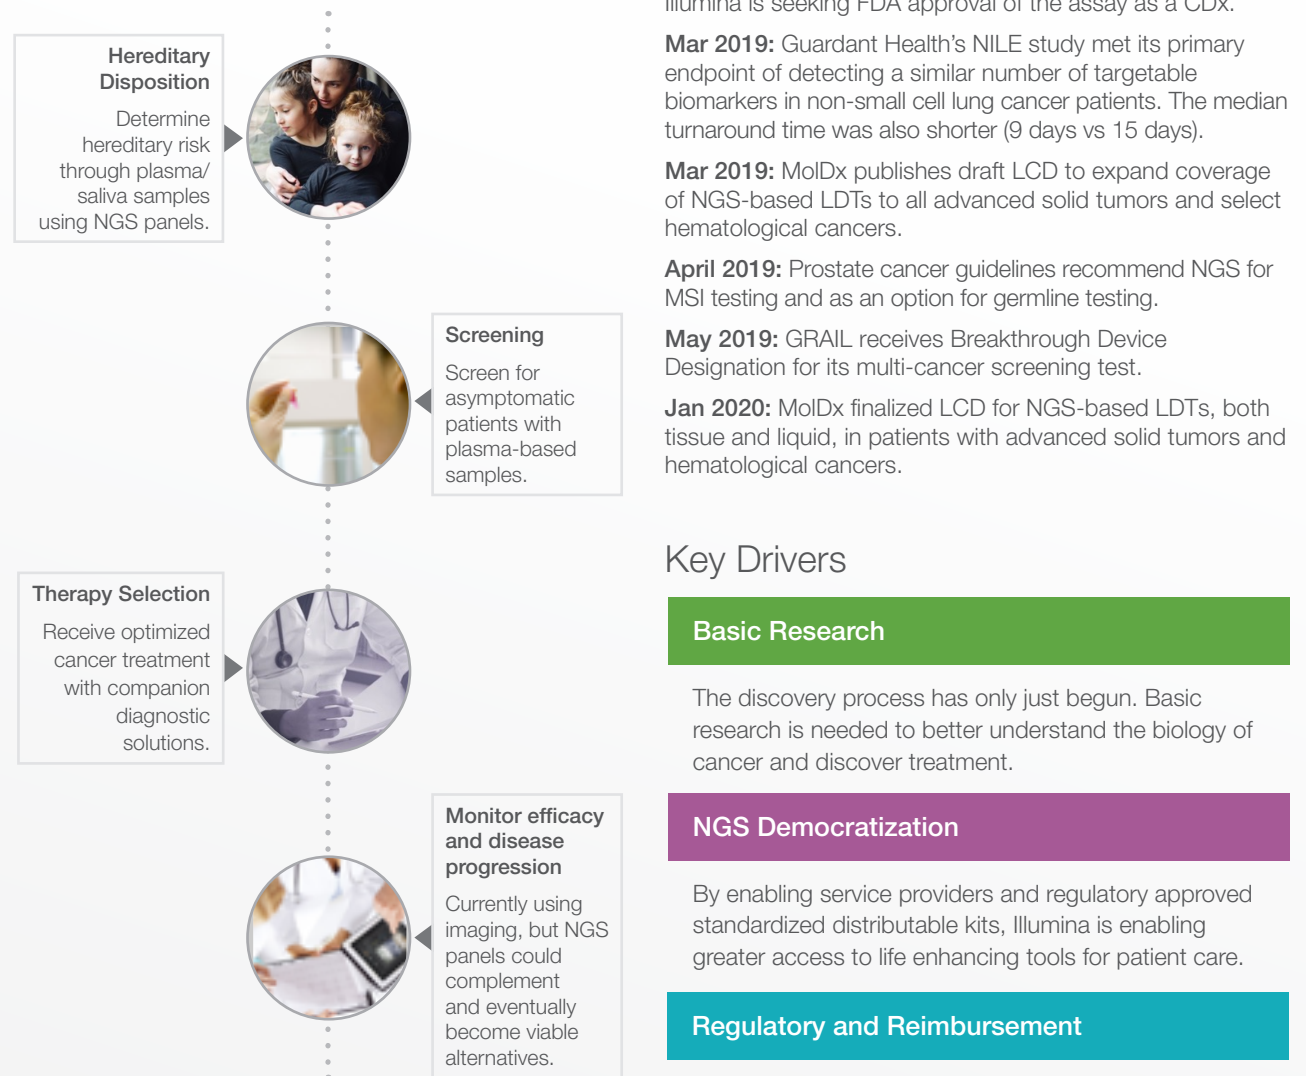 Hereditary
Disposition
Determine
hereditary risk
through plasma/
saliva samples
using NGS panels.
Screening
Screen for
asymptomatic
patients with
plasma-based
samples.
Therapy Selection
Receive optimized
cancer treatment
with companion
diagnostic
solutions.
Monitor efficacy
and disease
progression
Currently using
imaging, but NGS
panels could
complement
and eventually
become viable
alternatives.
Illumina is seeking FDA approval of the assay as a CDx.
Mar 2019: Guardant Health's NILE study met its primary
endpoint of detecting a similar number of targetable
biomarkers in non-small cell lung cancer patients. The median
turnaround time was also shorter (9 days vs 15 days).
Mar 2019: MolDx publishes draft LCD to expand coverage
of NGS-based LDTs to all advanced solid tumors and select
hematological cancers.
April 2019: Prostate cancer guidelines recommend NGS for
MSI testing and as an option for germline testing.
May 2019: GRAIL receives Breakthrough Device
Designation for its multi-cancer screening test.
Jan 2020: MolDx finalized LCD for NGS-based LDTs, both
tissue and liquid, in patients with advanced solid tumors and
hematological cancers.
Key Drivers
Basic Research
The discovery process has only just begun. Basic
research is needed to better understand the biology of
cancer and discover treatment.
NGS Democratization
By enabling service providers and regulatory approved
standardized distributable kits, Illumina is enabling
greater access to life enhancing tools for patient care.
Regulatory and Reimbursement